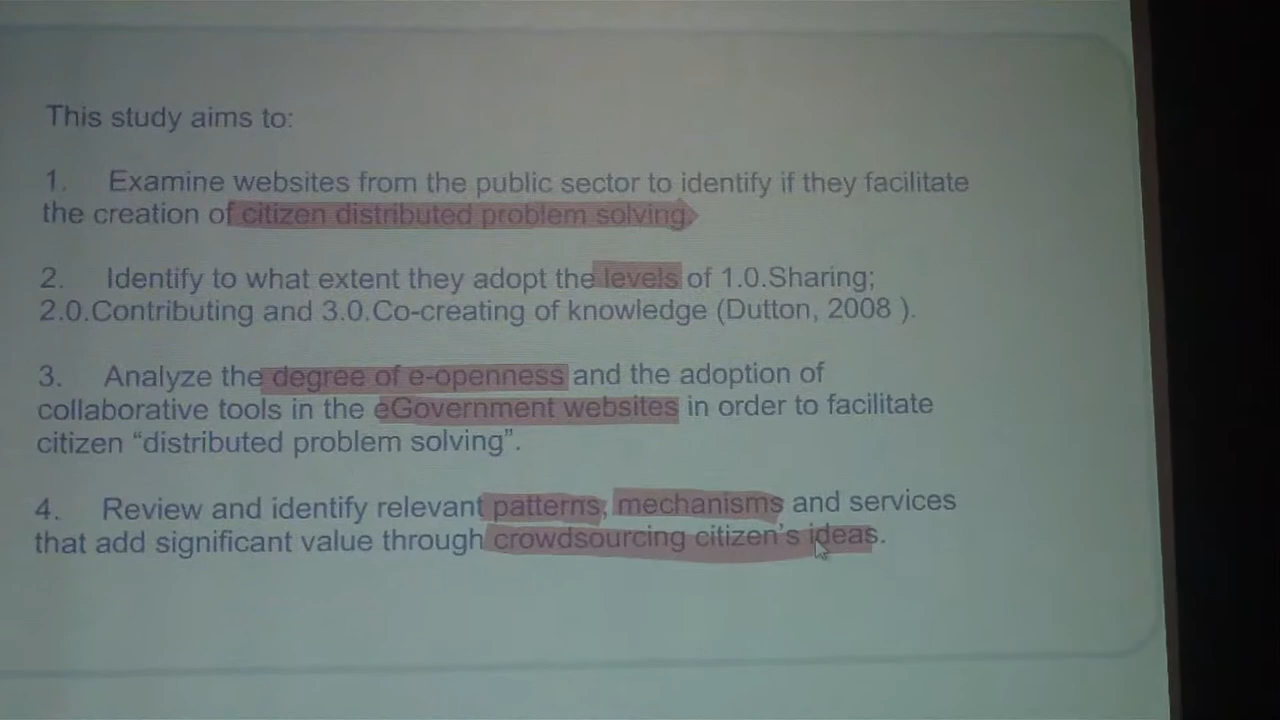 This study aims to:
1. Examine websites from the public sector to identify if they facilitate
the creation of citizen distributed problem solving.
2. Identify to what extent they adopt the levels of 1.0.Sharing;
2.0.Contributing and 3.0.Co-creating of knowledge (Dutton, 2008 ).
3. Analyze the degree of e-openness and the adoption of
collaborative tools in the eGovernment websites in order to facilitate
citizen “distributed problem solving”.
4. Review and identify relevant patterns, mechanisms and services
that add significant value through crowdsourcing citizen’s ideas.